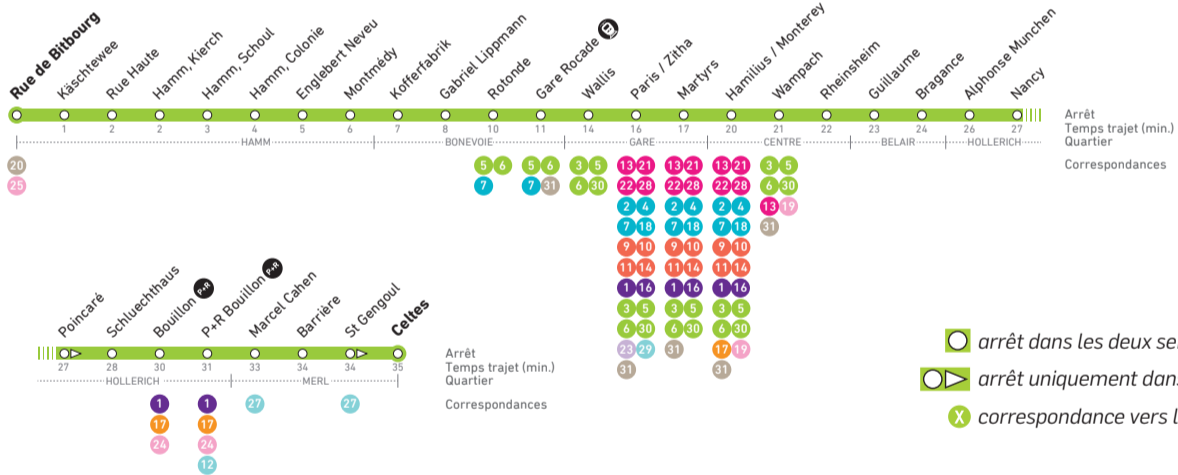 Rue de Bitbourg
Käschtewee
Rue Haute
Hamm, Kierch
Hamm, Schoul
Hamm, Colonie
Englebert Neveu
Montmédy
Kofferfabrik
Gabriel Lippmann
Rotonde
Gare Rocade
Wallis
Paris / Zitha
Martyrs
Hamilius / Monterey
Wampach
Rheinsheim
Guillaume
Bragance
Alphonse Munchen
Nancy
Arrêt
1 2 2 3 4 5 6 7 8 10 11 14 16 17 20 21 22 23 24 26 27 Temps trajet (min.)
HAMM BONEVOIE GARE CENTRE BELAIR HOLLERICH Quartier
20 5 6 5 6 3 5 13 21 13 21 13 21 3 5 Correspondances
25 7 7 31 6 30 22 28 22 28 22 28 6 30
2 4 2 4 2 4 13 19
7 18 7 18 7 18 31
9 10 9 10 9 10
11 14 11 14 11 14
1 16 1 16 1 16
3 5 3 5 3 5
6 30 6 30 6 30
23 29 31 17 19
31 31
Poincaré
Schluechthaus
Bouillon P+R
P+R Bouillon P+R
Marcel Cahen
Barrière
St Gengoul
Celtes
Arrêt
27 28 30 31 33 34 34 35 Temps trajet (min.)
HOLLERICH MERL Quartier
1 1 27 27 Correspondances
17 17
24 24
12
arrêt dans les deux se
arrêt uniquement dans
X correspondance vers l